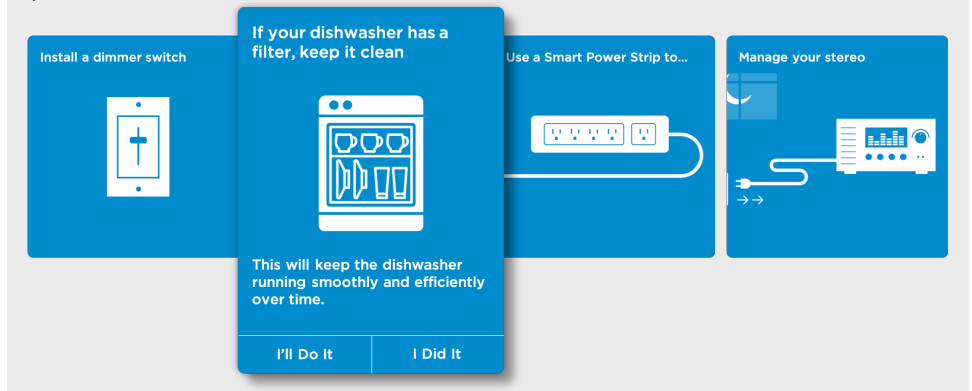 Install a dimmer switch
If your dishwasher has a
filter, keep it clean
This will keep the dishwasher
running smoothly and efficiently
over time.
I'll Do It
I Did It
Use a Smart Power Strip to...
Manage your stereo